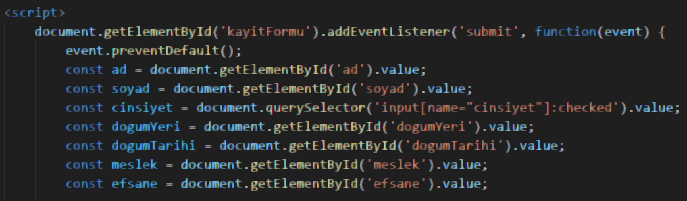 <script>
document.getElementById('kayitFormu').addEventListener('submit', function(event) {
event.preventDefault();
const ad = document.getElementById('ad').value;
const soyad = document.getElementById('soyad').value;
const cinsiyet = document.querySelector('input[name="cinsiyet"]:checked').value;
const dogumYeri = document.getElementById('dogumYeri').value;
const dogumTarihi = document.getElementById('dogumTarihi').value;
const meslek = document.getElementById('meslek').value;
const efsane = document.getElementById('efsane').value;